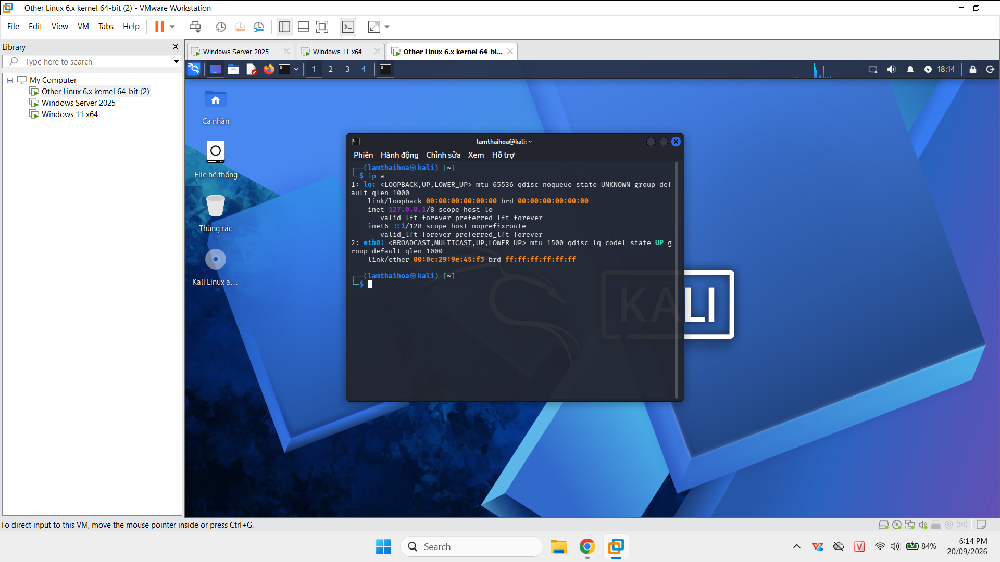 Other Linux 6.x kernel 64-bit (2) - VMware Workstation
File Edit View VM Tabs Help
Library
Type here to search
My Computer
Other Linux 6.x kernel 64-bit (2)
Windows Server 2025
Windows 11 x64
Windows Server 2025
Windows 11 x64
Other Linux 6.x kernel 64-bi...
1 2 3 4
18:14
Cá nhân
File hệ thống
Thùng rác
Kali Linux a...
lamthaihoa@kali: ~
Phiên Hành động Chỉnh sửa Xem Hỗ trợ
┌──(lamthaihoa㉿kali)-[~]
└─$ ip a
1: lo: <LOOPBACK,UP,LOWER_UP> mtu 65536 qdisc noqueue state UNKNOWN group def
ault qlen 1000
link/loopback 00:00:00:00:00:00 brd 00:00:00:00:00:00
inet 127.0.0.1/8 scope host lo
valid_lft forever preferred_lft forever
inet6 ::1/128 scope host noprefixroute
valid_lft forever preferred_lft forever
2: eth0: <BROADCAST,MULTICAST,UP,LOWER_UP> mtu 1500 qdisc fq_codel state UP g
roup default qlen 1000
link/ether 00:0c:29:9e:45:f3 brd ff:ff:ff:ff:ff:ff
┌──(lamthaihoa㉿kali)-[~]
└─$
KALI
To direct input to this VM, move the mouse pointer inside or press Ctrl+G.
Search
84%
6:14 PM
20/09/2026